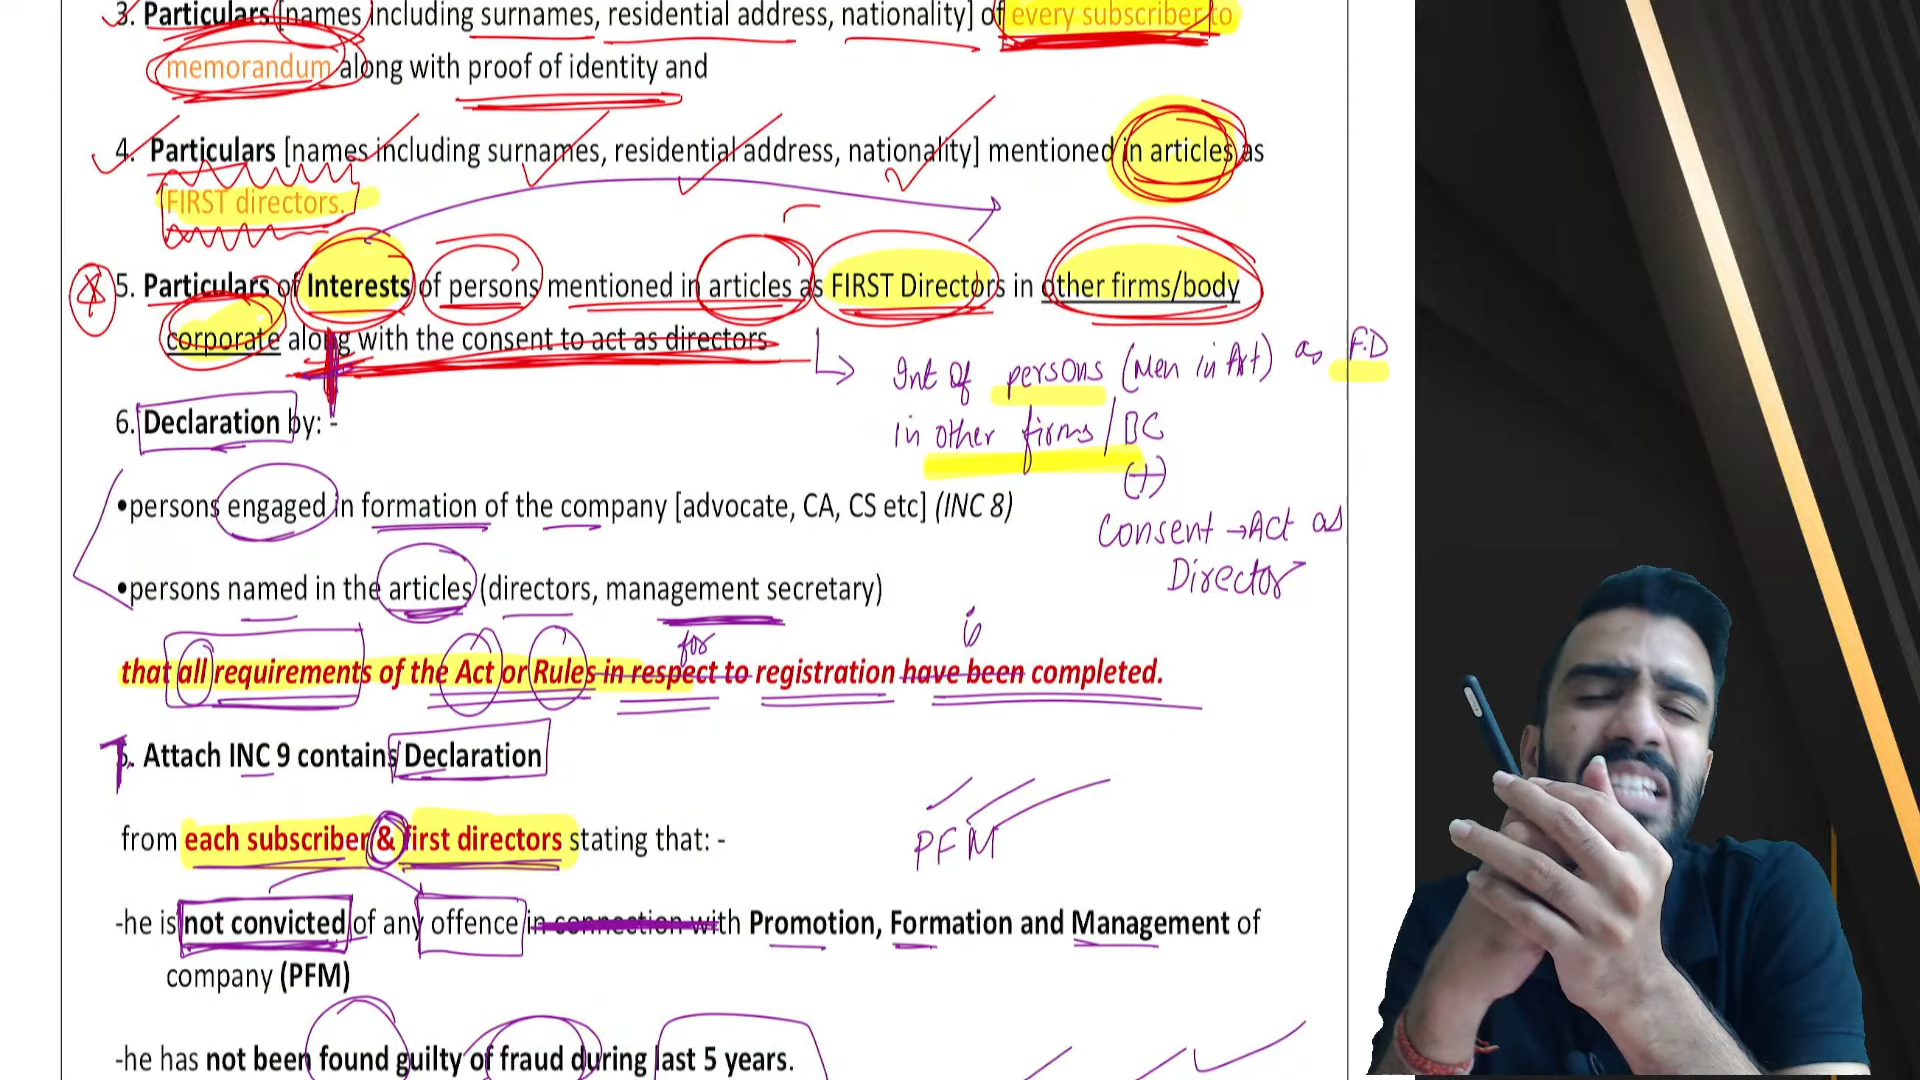 3. Particulars [names including surnames, residential address, nationality] of every subscriber to
memorandum along with proof of identity and
4. Particulars [names including surnames, residential address, nationality] mentioned in articles as
FIRST directors.
5. Particulars of Interests of persons mentioned in articles as FIRST Directors in other firms/body
corporate along with the consent to act as directors
Int of persons (Men in Art) as F.D
in other firms / BC
(+)
Consent → Act as
Director
6. Declaration by: -
•persons engaged in formation of the company [advocate, CA, CS etc] (INC 8)
•persons named in the articles (directors, management secretary)
for is
that all requirements of the Act or Rules in respect to registration have been completed.
7. Attach INC 9 contains Declaration
from each subscriber & first directors stating that: -
PFM
-he is not convicted of any offence in connection with Promotion, Formation and Management of
company (PFM)
-he has not been found guilty of fraud during last 5 years.